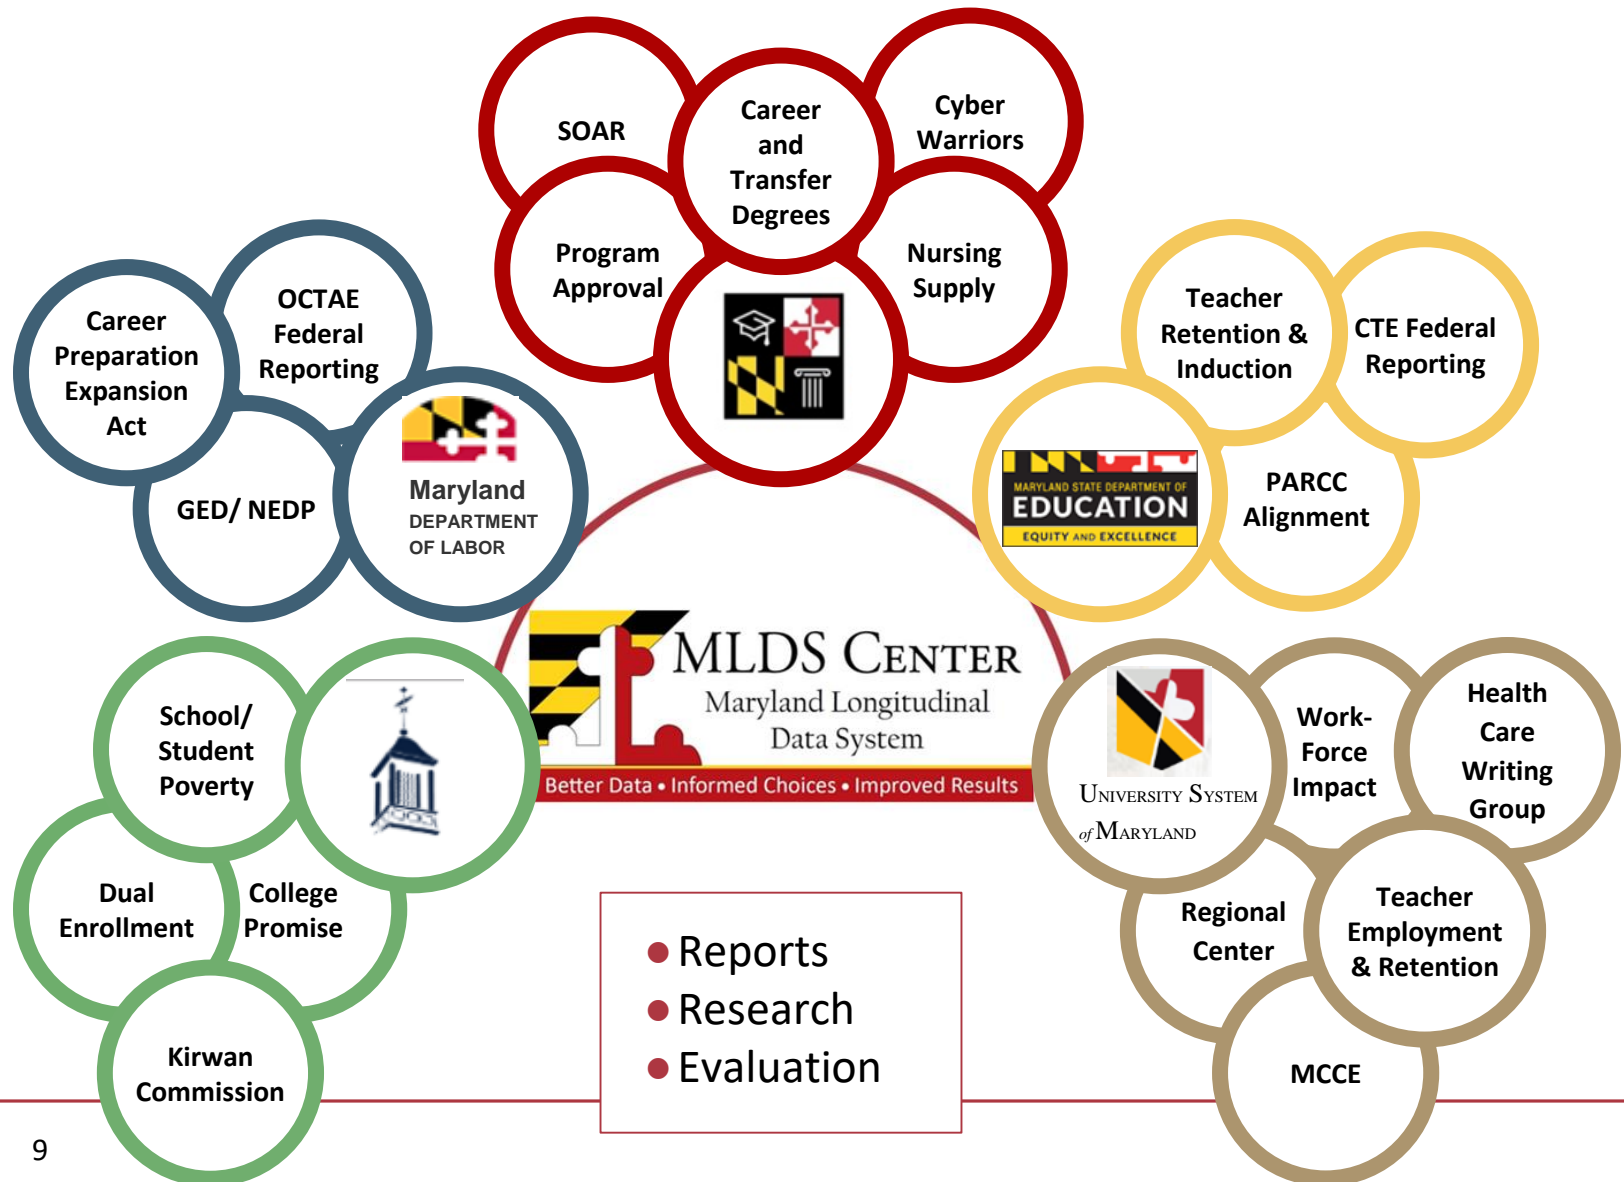 SOAR
Career
and
Transfer
Degrees
Cyber
Warriors
Program
Approval
Nursing
Supply
Career
Preparation
Expansion
Act
OCTAE
Federal
Reporting
GED/ NEDP
Maryland
DEPARTMENT
OF LABOR
Teacher
Retention &
Induction
CTE Federal
Reporting
MARYLAND STATE DEPARTMENT OF
EDUCATION
EQUITY AND EXCELLENCE
PARCC
Alignment
MLDS CENTER
Maryland Longitudinal
Data System
Better Data • Informed Choices • Improved Results
School/
Student
Poverty
Dual
Enrollment
College
Promise
Kirwan
Commission
UNIVERSITY SYSTEM
of MARYLAND
Work-
Force
Impact
Health
Care
Writing
Group
Regional
Center
Teacher
Employment
& Retention
MCCE
• Reports
• Research
• Evaluation
9